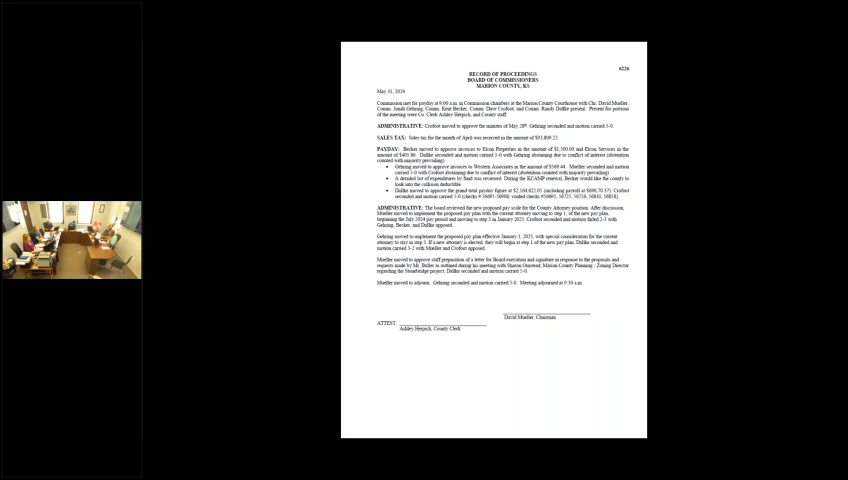 6226
RECORD OF PROCEEDINGS
BOARD OF COMMISSIONERS
MARION COUNTY, KS
May 31, 2024
Commission met for payday at 9:00 a.m. in Commission chambers at the Marion County Courthouse with Chr. David Mueller,
Comm. Jonah Gehring, Comm. Kent Becker, Comm. Dave Crofoot, and Comm. Randy Dallke present. Present for portions
of the meeting were Co. Clerk Ashley Herpich, and County staff.
ADMINISTRATIVE: Crofoot moved to approve the minutes of May 28th. Gehring seconded and motion carried 5-0.
SALES TAX: Sales tax for the month of April was received in the amount of $93,809.22.
PAYDAY: Becker moved to approve invoices to Elcon Properties in the amount of $1,500.00 and Elcon Services in the
amount of $405.86. Dallke seconded and motion carried 5-0 with Gehring abstaining due to conflict of interest (abstention
counted with majority prevailing).
• Gehring moved to approve invoices to Western Associates in the amount of $569.44. Mueller seconded and motion
carried 5-0 with Crofoot abstaining due to conflict of interest (abstention counted with majority prevailing).
• A detailed list of expenditures by fund was reviewed. During the KCAMP renewal, Becker would like the county to
look into the collision deductible.
• Dallke moved to approve the grand total payday figure at $2,164,622.05 (including payroll at $696,70.37). Crofoot
seconded and motion carried 5-0 (checks # 56695-56908; voided checks #56695, 56725, 56726, 56810, 56858).
ADMINISTRATIVE: The board reviewed the new proposed pay scale for the County Attorney position. After discussion,
Mueller moved to implement the proposed pay plan with the current attorney moving to step 1, of the new pay plan,
beginning the July 2024 pay period and moving to step 3 in January 2025. Crofoot seconded and motion failed 2-3 with
Gehring, Becker, and Dallke opposed.
Gehring moved to implement the proposed pay plan effective January 1, 2025, with special consideration for the current
attorney to stay in step 3. If a new attorney is elected, they will begin at step 1 of the new pay plan. Dallke seconded and
motion carried 3-2 with Mueller and Crofoot opposed.
Mueller moved to approve staff preparation of a letter for Board execution and signature in response to the proposals and
requests made by Mr. Butler as outlined during his meeting with Sharon Omstead, Marion County Planning / Zoning Director
regarding the Stonebridge project. Dallke seconded and motion carried 5-0.
Mueller moved to adjourn. Gehring seconded and motion carried 5-0. Meeting adjourned at 9:30 a.m.
David Mueller, Chairman
ATTEST:
Ashley Herpich, County Clerk